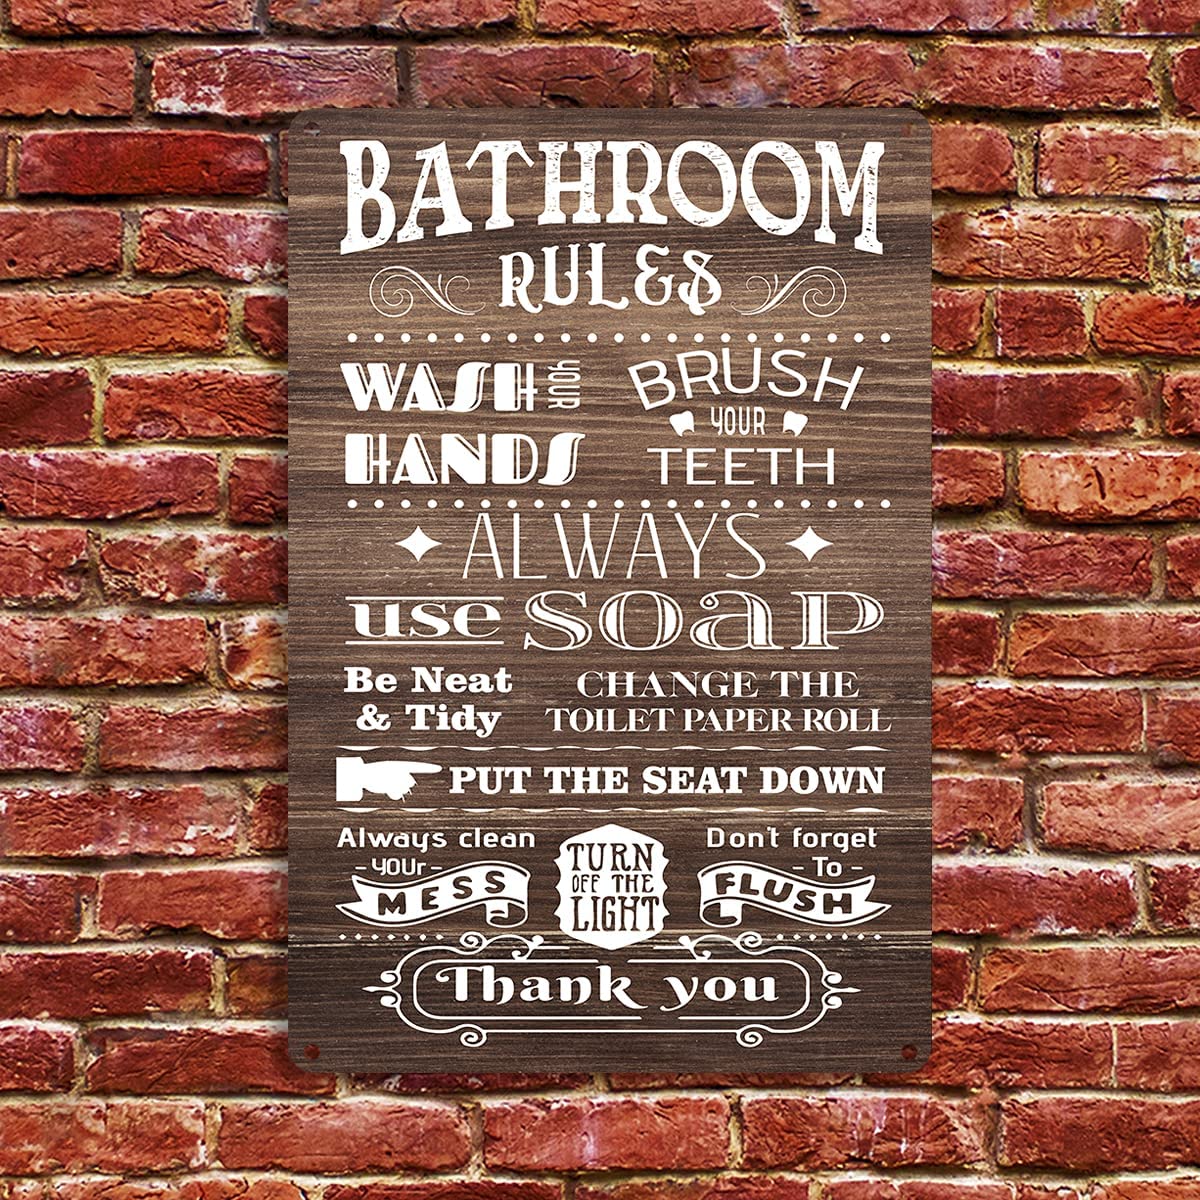 BATHROOM
RULES
WASH YOUR
HANDS
BRUSH
YOUR
TEETH
ALWAYS
use SOAP
Be Neat
& Tidy
CHANGE THE
TOILET PAPER ROLL
PUT THE SEAT DOWN
Always clean
- your -
MESS
TURN
OFF THE
LIGHT
Don't forget
- To -
FLUSH
Thank you